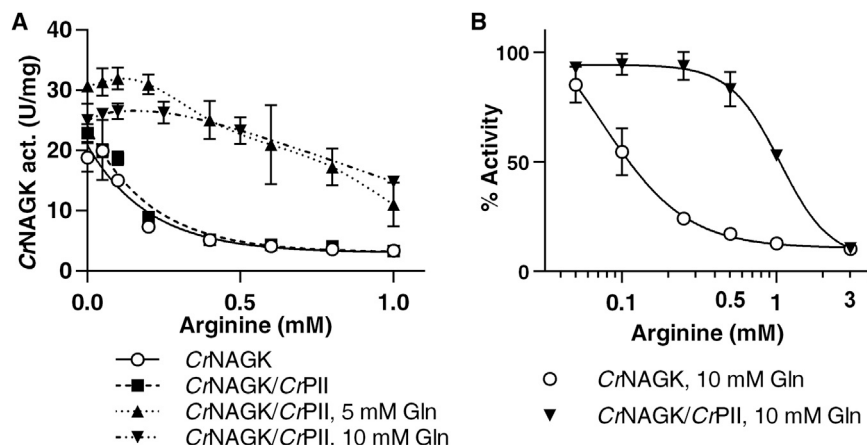 A
40
30
20
10
0
CrNAGK act. (U/mg)
0.0
0.5
1.0
Arginine (mM)
CrNAGK
CrNAGK/CrPII
CrNAGK/CrPII, 5 mM Gln
CrNAGK/CrPII, 10 mM Gln
B
100
50
0
% Activity
0.1
0.5
1
3
Arginine (mM)
CrNAGK, 10 mM Gln
CrNAGK/CrPII, 10 mM Gln